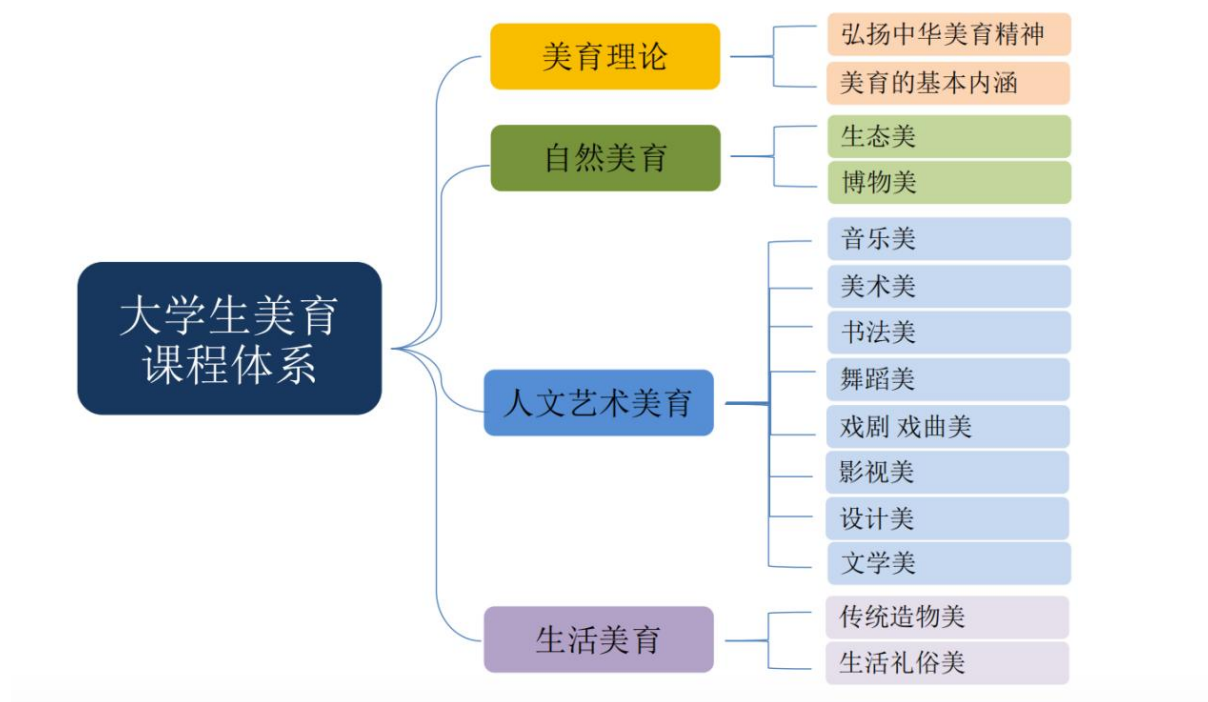 大学生美育
课程体系
美育理论
弘扬中华美育精神
美育的基本内涵
自然美育
生态美
博物美
人文艺术美育
音乐美
美术美
书法美
舞蹈美
戏剧 戏曲美
影视美
设计美
文学美
生活美育
传统造物美
生活礼俗美